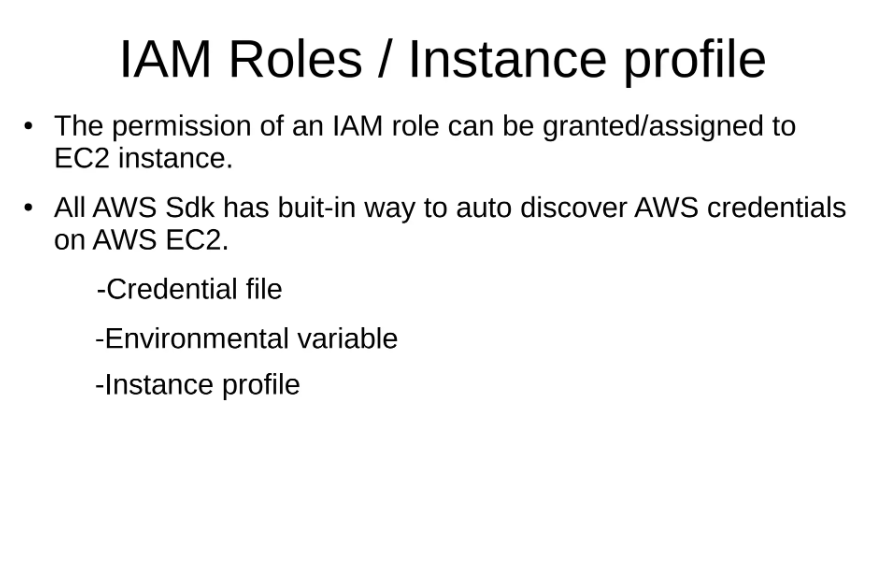 IAM Roles / Instance profile
• The permission of an IAM role can be granted/assigned to
EC2 instance.
• All AWS Sdk has buit-in way to auto discover AWS credentials
on AWS EC2.
-Credential file
-Environmental variable
-Instance profile